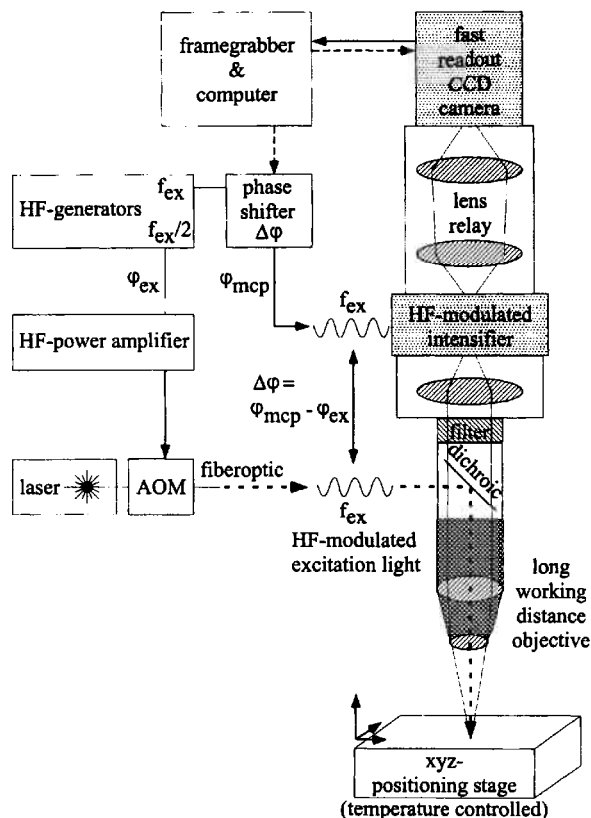 framegrabber
&
computer
fast
readout
CCD
camera
HF-generators
f_ex
f_ex/2
phase
shifter
Δφ
lens
relay
φ_ex
φ_mcp
f_ex
HF-modulated
intensifier
HF-power amplifier
Δφ =
φ_mcp - φ_ex
filter
dichroic
laser
AOM
fiberoptic
f_ex
HF-modulated
excitation light
long
working
distance
objective
xyz-
positioning stage
(temperature controlled)